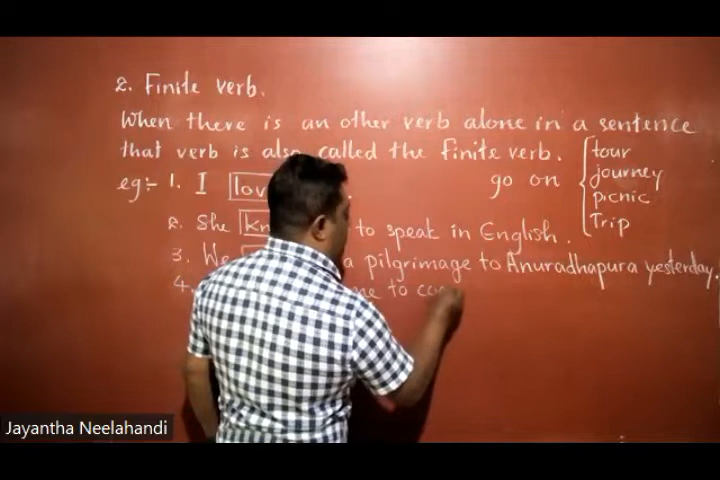 2. Finite verb.
When there is an other verb alone in a sentence
that verb is also called the finite verb.
eg:- 1. I .
go on { tour
journey
picnic
Trip
2. She to speak in English.
3. We a pilgrimage to Anuradhapura yesterday.
4. to
Jayantha Neelahandi